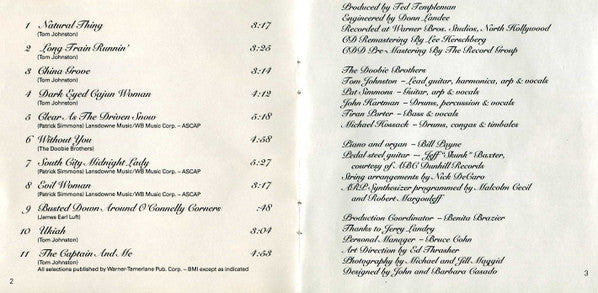 1 Natural Thing 3:17
(Tom Johnston)
2 Long Train Runnin' 3:25
(Tom Johnston)
3 China Grove 3:14
(Tom Johnston)
4 Dark Eyed Cajun Woman 4:12
(Tom Johnston)
5 Clear As The Driven Snow 5:18
(Patrick Simmons) Lansdowne Music/WB Music Corp. – ASCAP
6 Without You 4:58
(The Doobie Brothers)
7 South City Midnight Lady 5:27
(Patrick Simmons) Lansdowne Music/WB Music Corp. – ASCAP
8 Evil Woman 3:17
(Patrick Simmons) Lansdowne Music/WB Music Corp. – ASCAP
9 Busted Down Around O'Connelly Corners :48
(James Earl Luft)
10 Ukiah 3:04
(Tom Johnston)
11 The Captain And Me 4:53
(Tom Johnston)
All selections published by Warner-Tamerlane Pub. Corp. – BMI except as indicated
2
Produced by Ted Templeman
Engineered by Donn Landee
Recorded at Warner Bros. Studios, North Hollywood
CD Remastering By Lee Herschberg
CDD Pre-Mastering By The Record Group
The Doobie Brothers
Tom Johnston – Lead guitar, harmonica, arp & vocals
Pat Simmons – Guitar, arp & vocals
John Hartman – Drums, percussion & vocals
Tiran Porter – Bass & vocals
Michael Hossack – Drums, congas & timbales
Piano and organ – Bill Payne
Pedal steel guitar – Jeff "Skunk" Baxter,
courtesy of ABC Dunhill Records
String arrangements by Nick DeCaro
ARP Synthesizer programmed by Malcolm Cecil
and Robert Margouleff
Production Coordinator – Benita Brazier
Thanks to Jerry Landry
Personal Manager – Bruce Cohn
Art Direction by Ed Thrasher
Photography by Michael and Jill Maggid
Designed by John and Barbara Casado
3